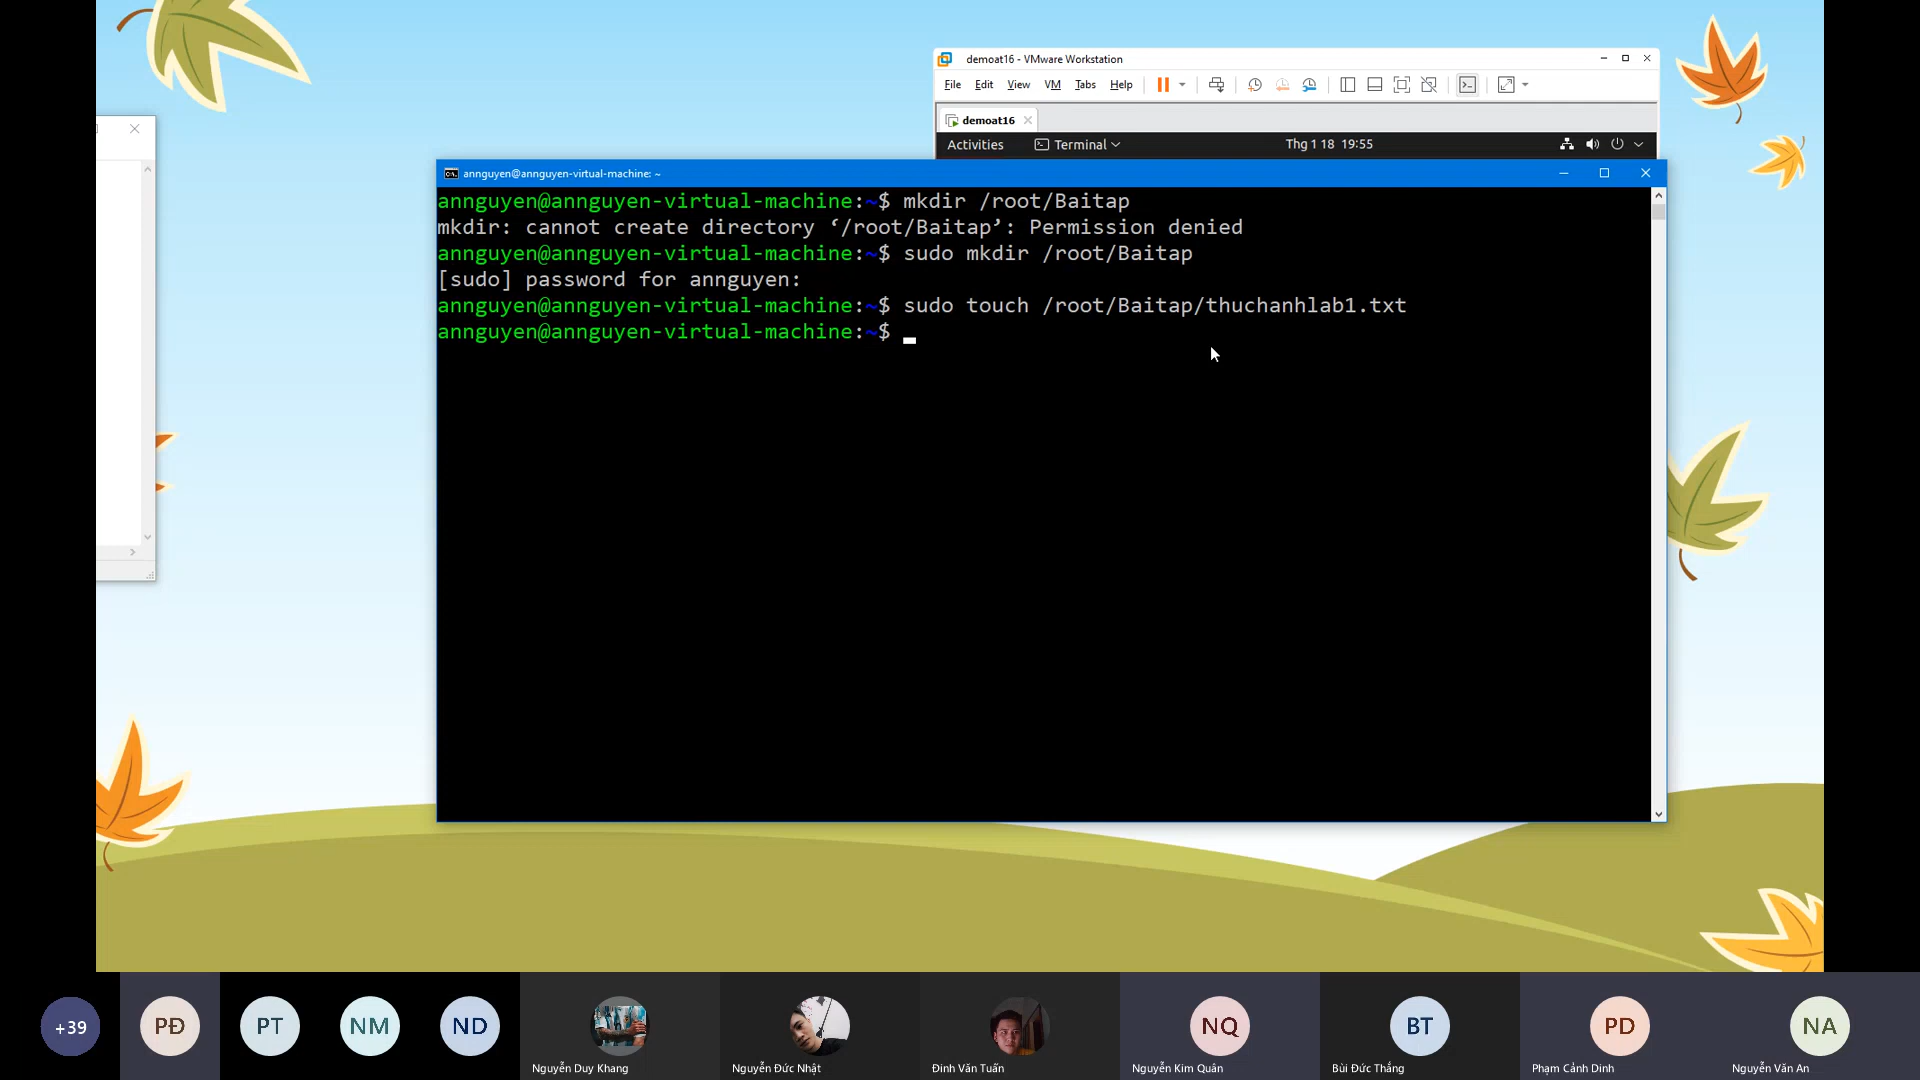 demoat16 - VMware Workstation
File Edit View VM Tabs Help
demoat16
Activities Terminal Thg 1 18 19:55
annguyen@annguyen-virtual-machine: ~
annguyen@annguyen-virtual-machine:~$ mkdir /root/Baitap
mkdir: cannot create directory ‘/root/Baitap’: Permission denied
annguyen@annguyen-virtual-machine:~$ sudo mkdir /root/Baitap
[sudo] password for annguyen:
annguyen@annguyen-virtual-machine:~$ sudo touch /root/Baitap/thuchanhlab1.txt
annguyen@annguyen-virtual-machine:~$
+39 PĐ PT NM ND NQ BT PD NA
Nguyễn Duy Khang Nguyễn Đức Nhật Đinh Văn Tuấn Nguyễn Kim Quân Bùi Đức Thắng Phạm Cảnh Dinh Nguyễn Văn An